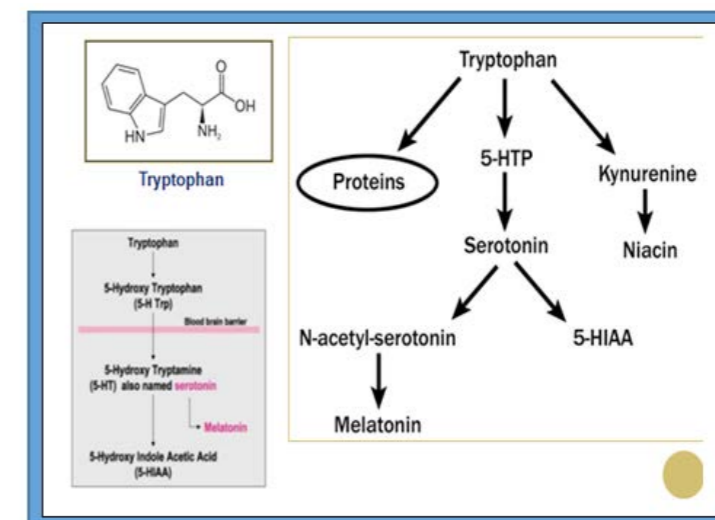 O
OH
NH2
HN
Tryptophan
Tryptophan
5-Hydroxy Tryptophan
(5-H Trp)
Blood brain barrier
5-Hydroxy Tryptamine
(5-HT) also named serotonin
Melatonin
5-Hydroxy Indole Acetic Acid
(5-HIAA)
Tryptophan
Proteins
5-HTP
Kynurenine
Serotonin
Niacin
N-acetyl-serotonin
5-HIAA
Melatonin